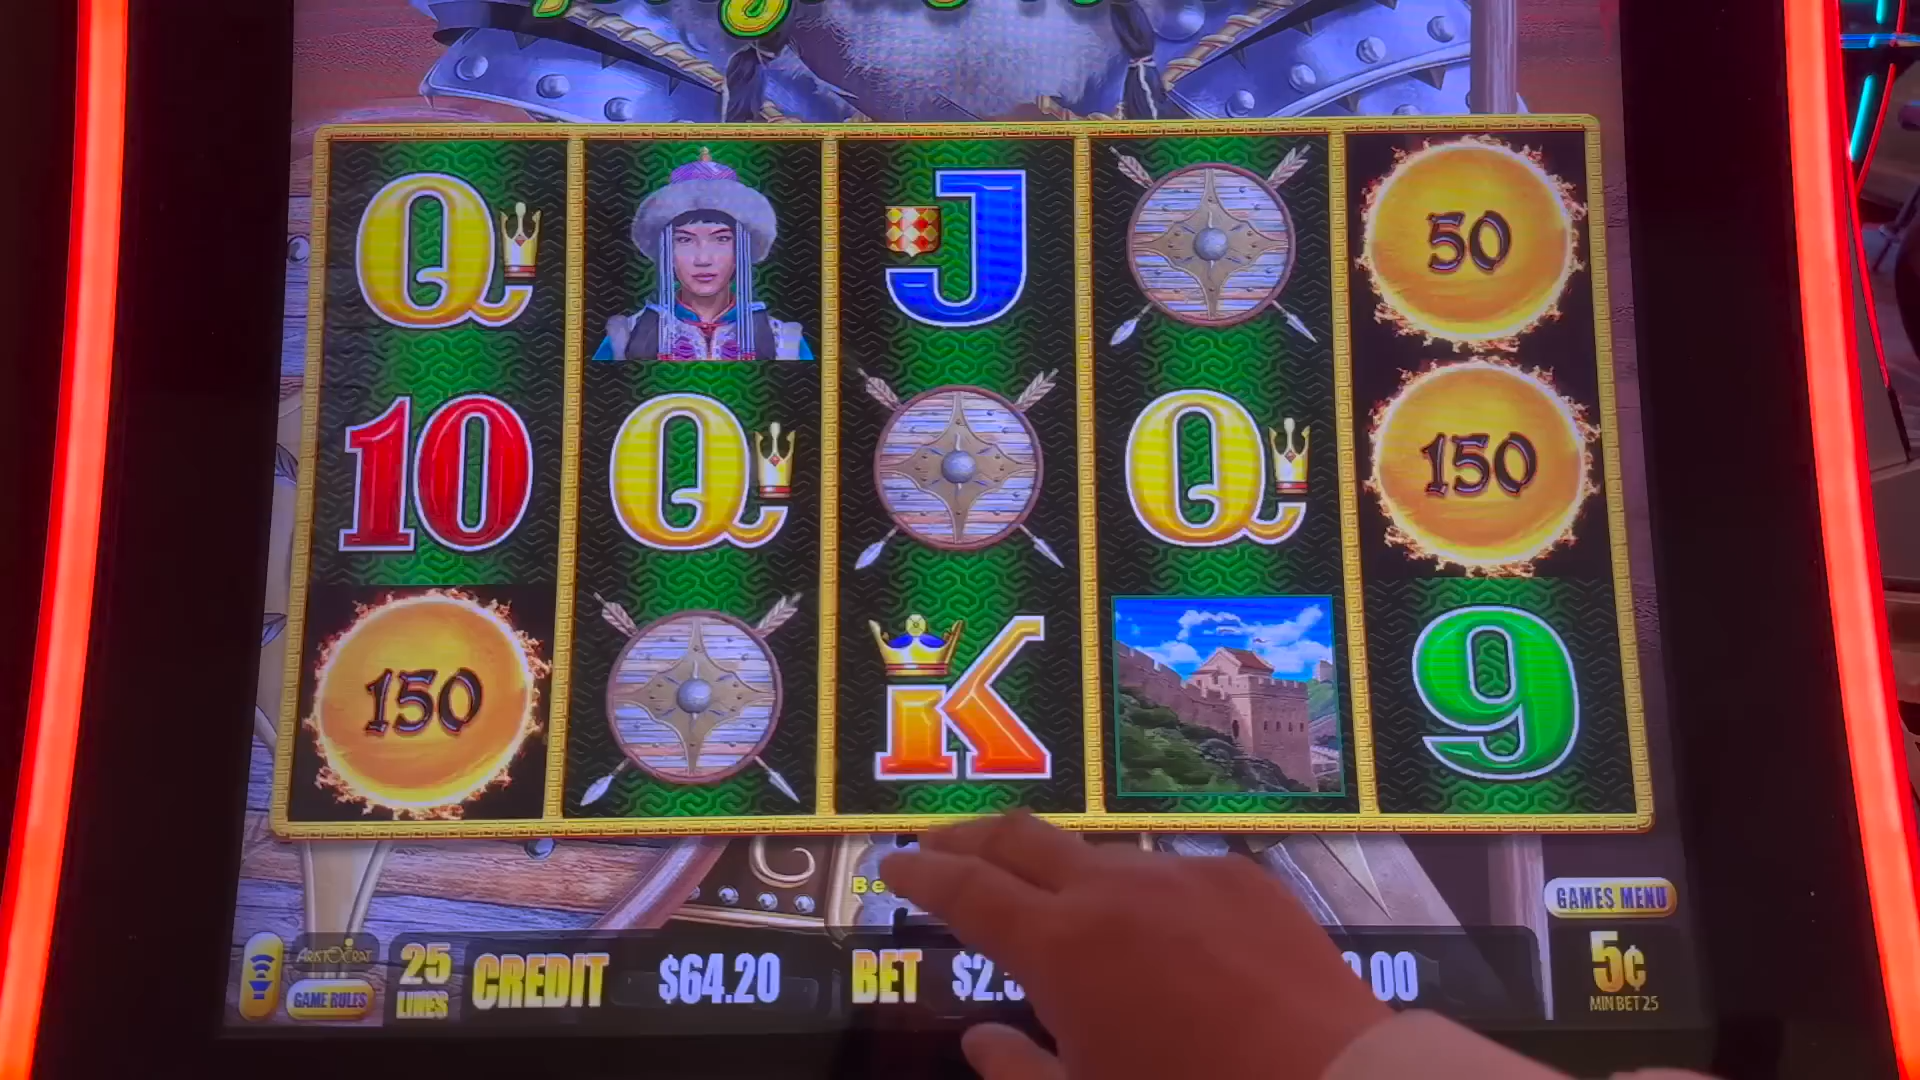 Q J 50
10 Q Q 150
150 K 9
GAMES MENU
ARISTOCRAT
GAME RULES
25 LINES
CREDIT $64.20
BET
5¢
MIN BET 25